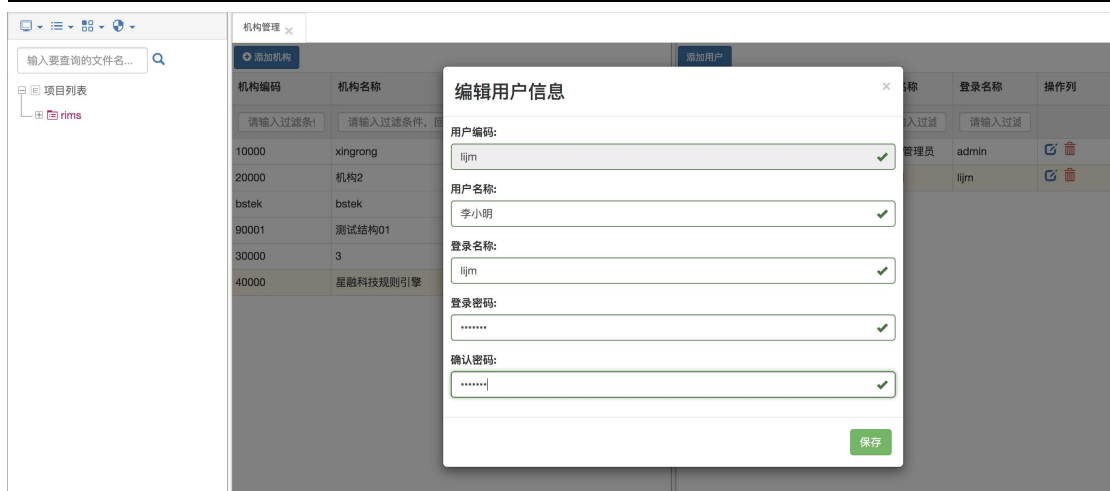 机构管理
输入要查询的文件名...
项目列表
rims
添加机构
添加用户
机构编码 机构名称
名称 登录名称 操作列
请输入过滤条
请输入过滤条件，回
输入过滤
请输入过滤
10000 xingrong
管理员 admin
20000 机构2
lijm
bstek bstek
90001 测试结构01
30000 3
40000 星融科技规则引擎
编辑用户信息
×
用户编码:
lijm
用户名称:
李小明
登录名称:
lijm
登录密码:
•••••••
确认密码:
•••••••
保存